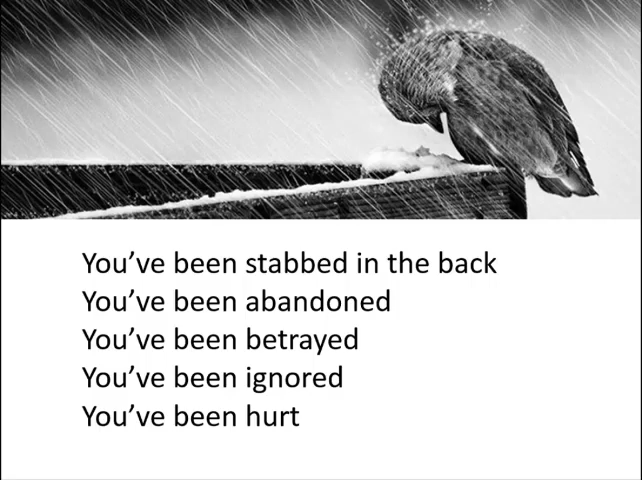 You’ve been stabbed in the back
You’ve been abandoned
You’ve been betrayed
You’ve been ignored
You’ve been hurt